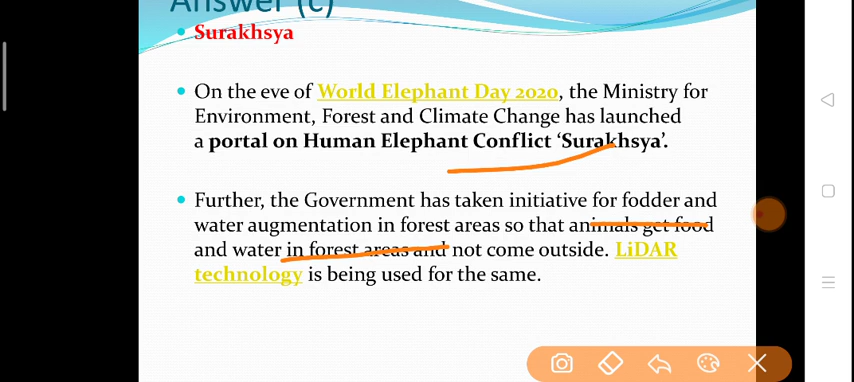 Answer (c)
Surakhsya
On the eve of World Elephant Day 2020, the Ministry for
Environment, Forest and Climate Change has launched
a portal on Human Elephant Conflict ‘Surakhsya’.
Further, the Government has taken initiative for fodder and
water augmentation in forest areas so that animals get food
and water in forest areas and not come outside. LiDAR
technology is being used for the same.